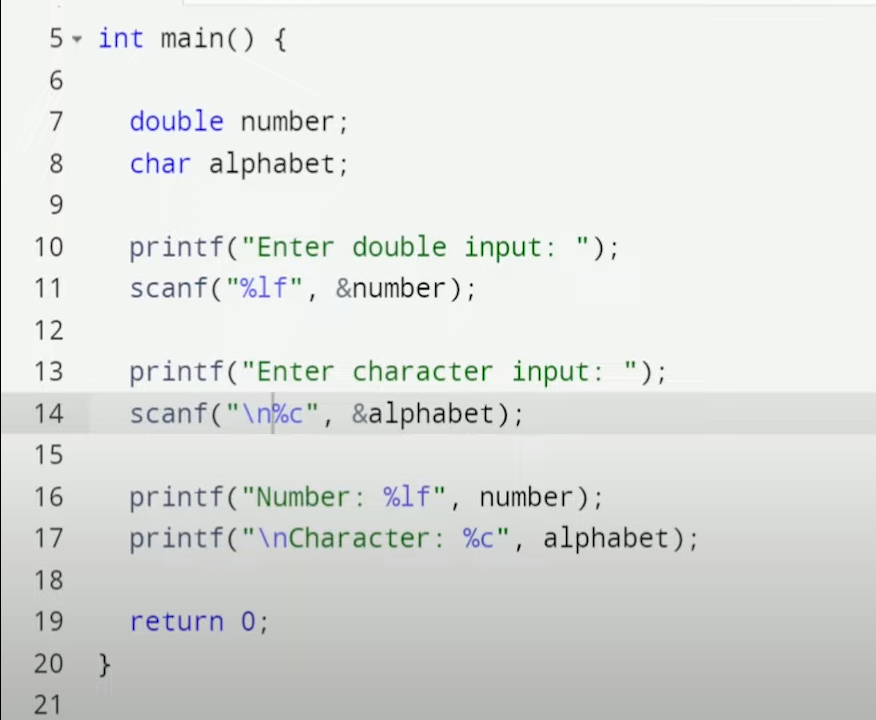 5 int main() {
6
7 double number;
8 char alphabet;
9
10 printf("Enter double input: ");
11 scanf("%lf", &number);
12
13 printf("Enter character input: ");
14 scanf("\n%c", &alphabet);
15
16 printf("Number: %lf", number);
17 printf("\nCharacter: %c", alphabet);
18
19 return 0;
20 }
21